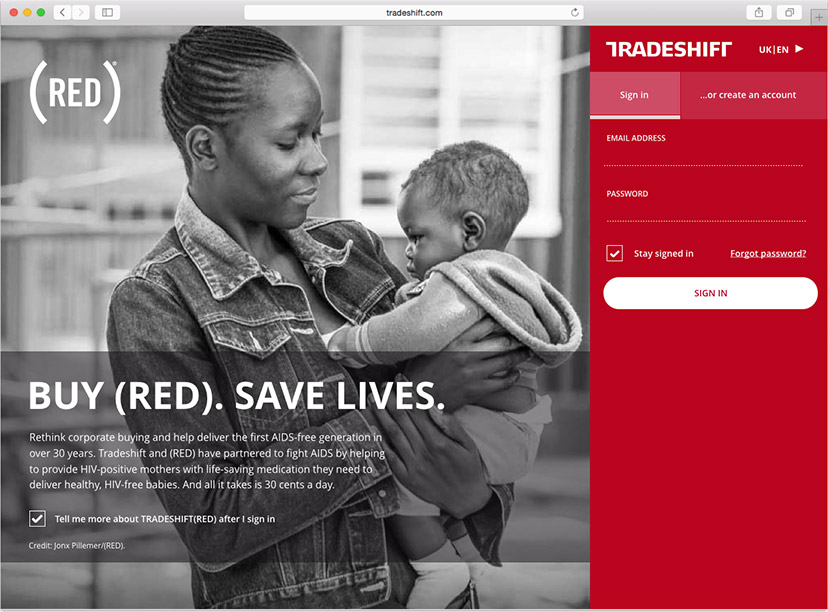 tradeshift.com
(RED)®
TRADESHIFT
UK|EN
Sign in
...or create an account
EMAIL ADDRESS
PASSWORD
Stay signed in
Forgot password?
SIGN IN
BUY (RED). SAVE LIVES.
Rethink corporate buying and help deliver the first AIDS-free generation in
over 30 years. Tradeshift and (RED) have partnered to fight AIDS by helping
to provide HIV-positive mothers with life-saving medication they need to
deliver healthy, HIV-free babies. And all it takes is 30 cents a day.
Tell me more about TRADESHIFT(RED) after I sign in
Credit: Jonx Pillemer/(RED).